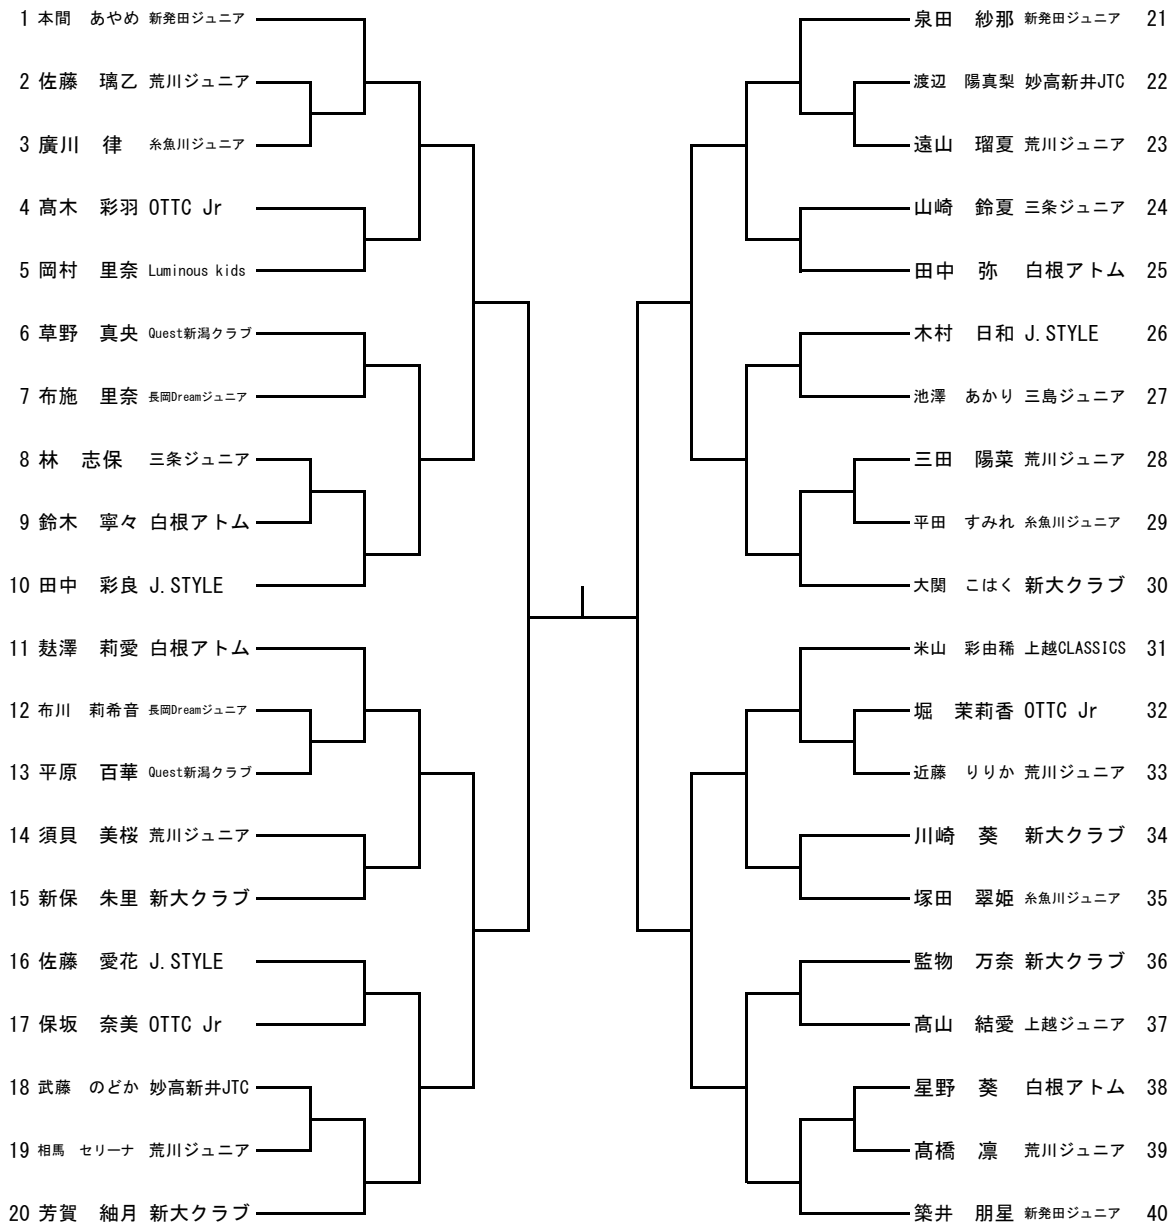 1 本間 あやめ 新発田ジュニア
2 佐藤 璃乙 荒川ジュニア
3 廣川 律 糸魚川ジュニア
4 髙木 彩羽 OTTC Jr
5 岡村 里奈 Luminous kids
6 草野 真央 Quest新潟クラブ
7 布施 里奈 長岡Dreamジュニア
8 林 志保 三条ジュニア
9 鈴木 寧々 白根アトム
10 田中 彩良 J.STYLE
11 麸澤 莉愛 白根アトム
12 布川 莉希音 長岡Dreamジュニア
13 平原 百華 Quest新潟クラブ
14 須貝 美桜 荒川ジュニア
15 新保 朱里 新大クラブ
16 佐藤 愛花 J.STYLE
17 保坂 奈美 OTTC Jr
18 武藤 のどか 妙高新井JTC
19 相馬 セリーナ 荒川ジュニア
20 芳賀 紬月 新大クラブ
泉田 紗那 新発田ジュニア 21
渡辺 陽真梨 妙高新井JTC 22
遠山 瑠夏 荒川ジュニア 23
山崎 鈴夏 三条ジュニア 24
田中 弥 白根アトム 25
木村 日和 J.STYLE 26
池澤 あかり 三島ジュニア 27
三田 陽菜 荒川ジュニア 28
平田 すみれ 糸魚川ジュニア 29
大関 こはく 新大クラブ 30
米山 彩由稀 上越CLASSICS 31
堀 茉莉香 OTTC Jr 32
近藤 りりか 荒川ジュニア 33
川崎 葵 新大クラブ 34
塚田 翠姫 糸魚川ジュニア 35
監物 万奈 新大クラブ 36
髙山 結愛 上越ジュニア 37
星野 葵 白根アトム 38
髙橋 凛 荒川ジュニア 39
築井 朋星 新発田ジュニア 40